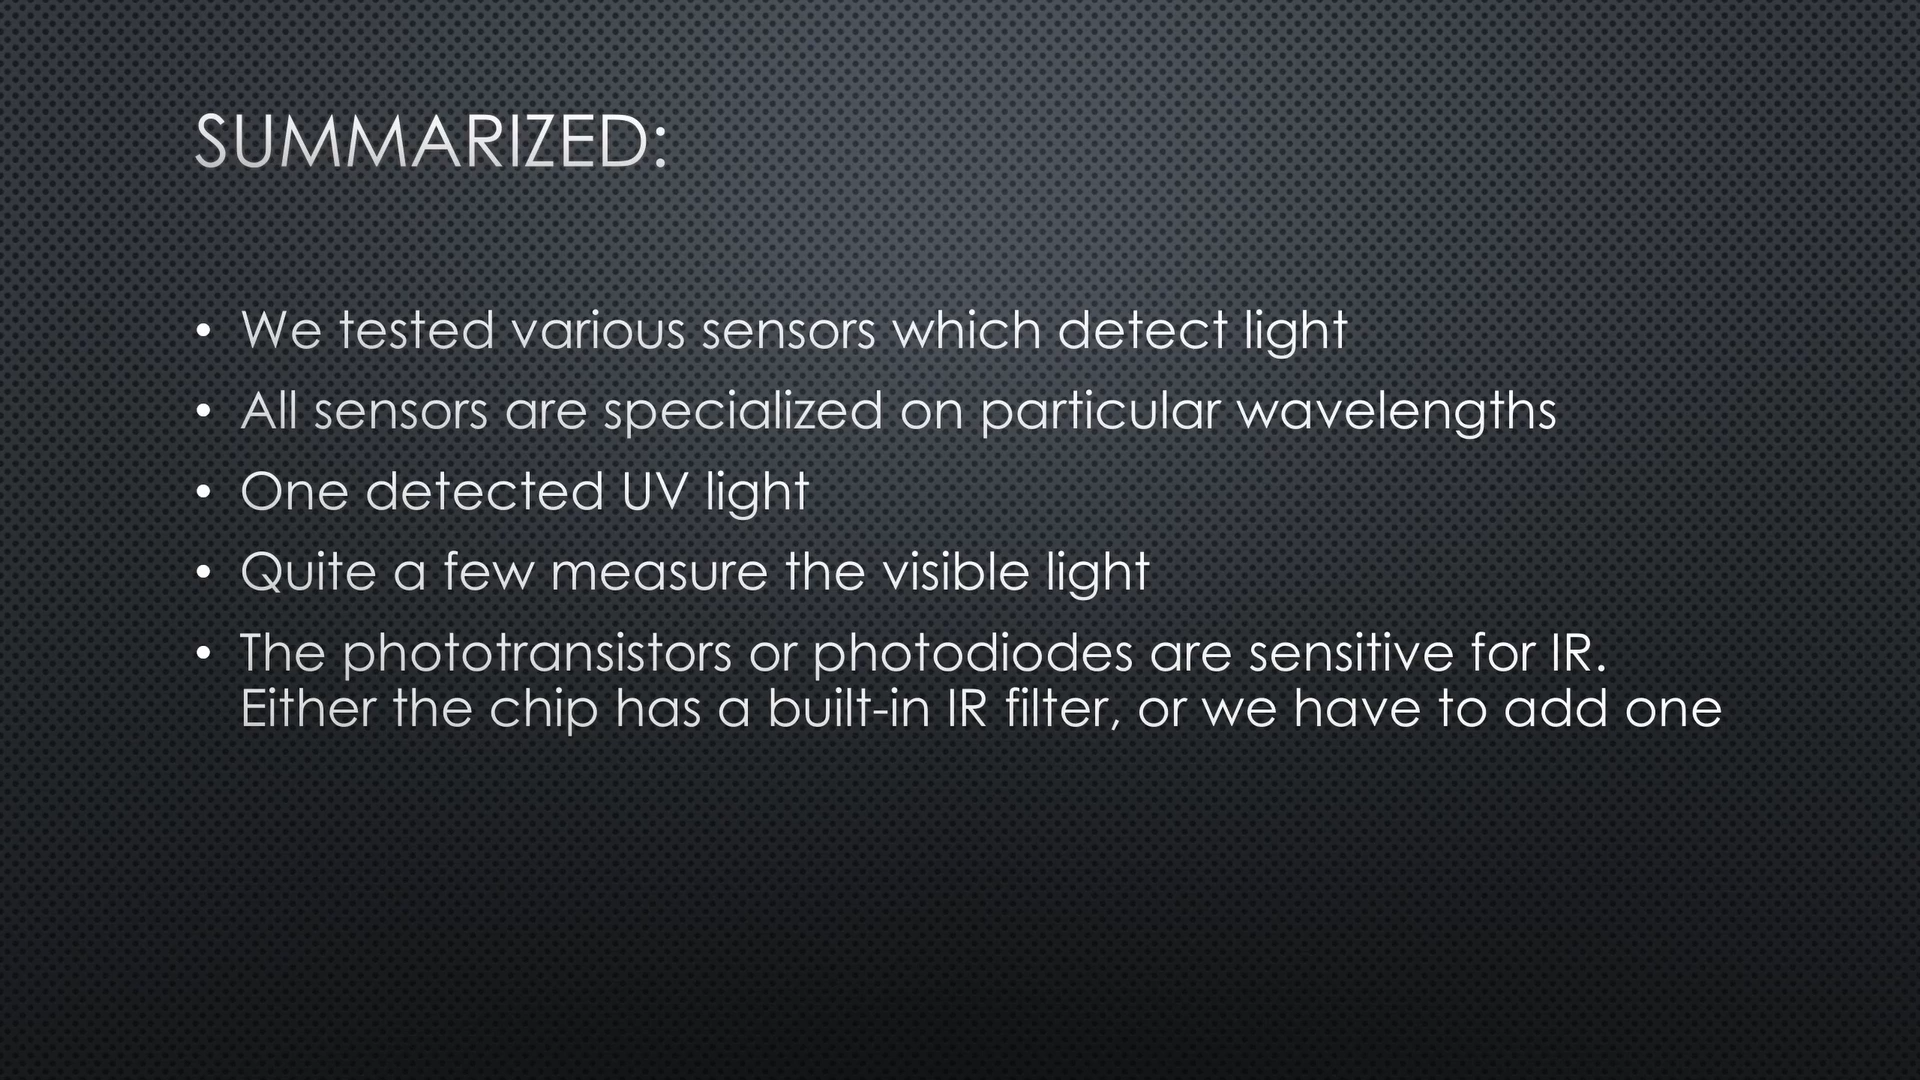 SUMMARIZED:
• We tested various sensors which detect light
• All sensors are specialized on particular wavelengths
• One detected UV light
• Quite a few measure the visible light
• The phototransistors or photodiodes are sensitive for IR.
Either the chip has a built-in IR filter, or we have to add one